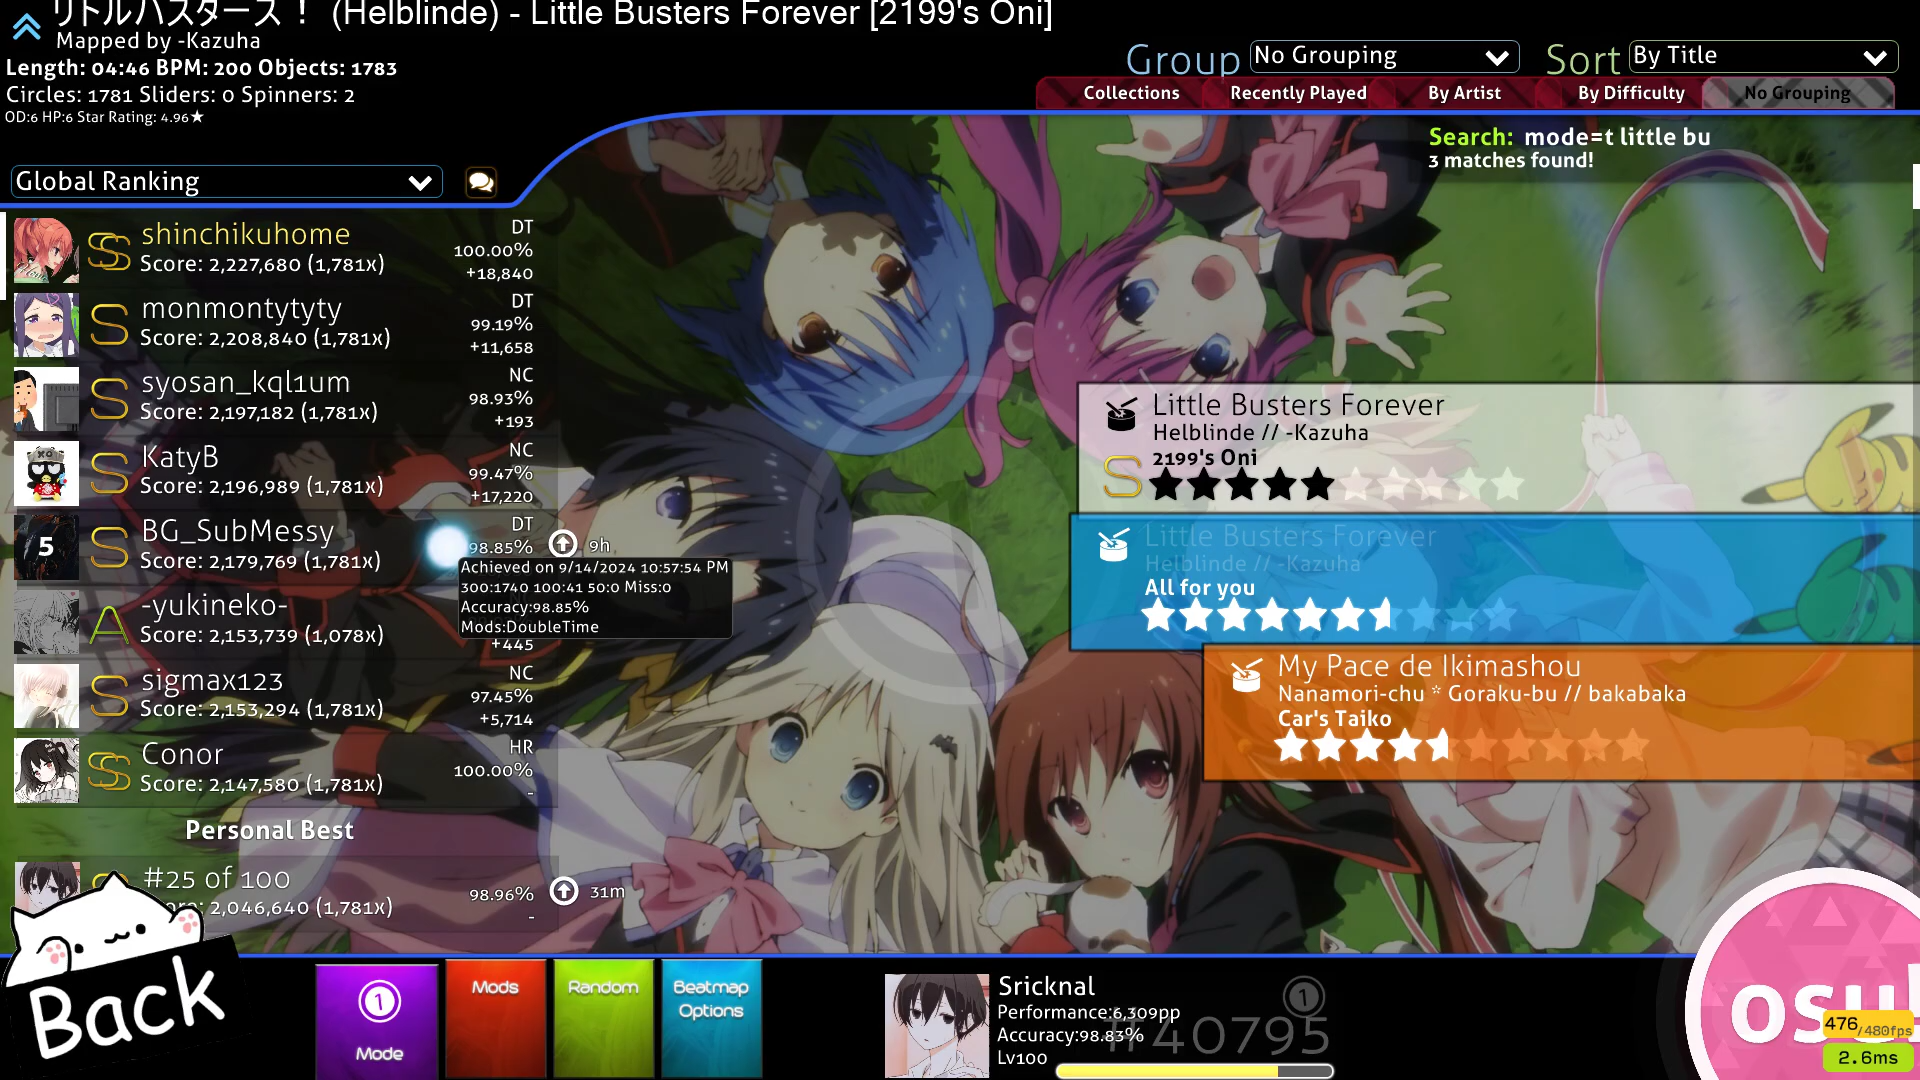 リトルバスターズ！ (Helblinde) - Little Busters Forever [2199's Oni]
Mapped by -Kazuha
Length: 04:46 BPM: 200 Objects: 1783
Circles: 1781 Sliders: 0 Spinners: 2
OD:6 HP:6 Star Rating: 4.96★
Group No Grouping
Sort By Title
Collections
Recently Played
By Artist
By Difficulty
No Grouping
Search: mode=t little bu
3 matches found!
Global Ranking
shinchikuhome
Score: 2,227,680 (1,781x)
DT
100.00%
+18,840
monmontytyty
Score: 2,208,840 (1,781x)
DT
99.19%
+11,658
syosan_kql1um
Score: 2,197,182 (1,781x)
NC
98.93%
+193
KatyB
Score: 2,196,989 (1,781x)
NC
99.47%
+17,220
5
BG_SubMessy
Score: 2,179,769 (1,781x)
DT
98.85%
9h
Achieved on 9/14/2024 10:57:54 PM
300:1740 100:41 50:0 Miss:0
Accuracy:98.85%
Mods:DoubleTime
-yukineko-
Score: 2,153,739 (1,078x)
+445
sigmax123
Score: 2,153,294 (1,781x)
NC
97.45%
+5,714
Conor
Score: 2,147,580 (1,781x)
HR
100.00%
-
Personal Best
#25 of 100
2,046,640 (1,781x)
98.96%
-
31m
Little Busters Forever
Helblinde // -Kazuha
2199's Oni
Little Busters Forever
Helblinde // -Kazuha
All for you
My Pace de Ikimashou
Nanamori-chu * Goraku-bu // bakabaka
Car's Taiko
Back
1
Mode
Mods
Random
Beatmap
Options
Sricknal
Performance:6,309pp
Accuracy:98.83%
Lv100
#40795
1
osu!
476/480fps
2.6ms